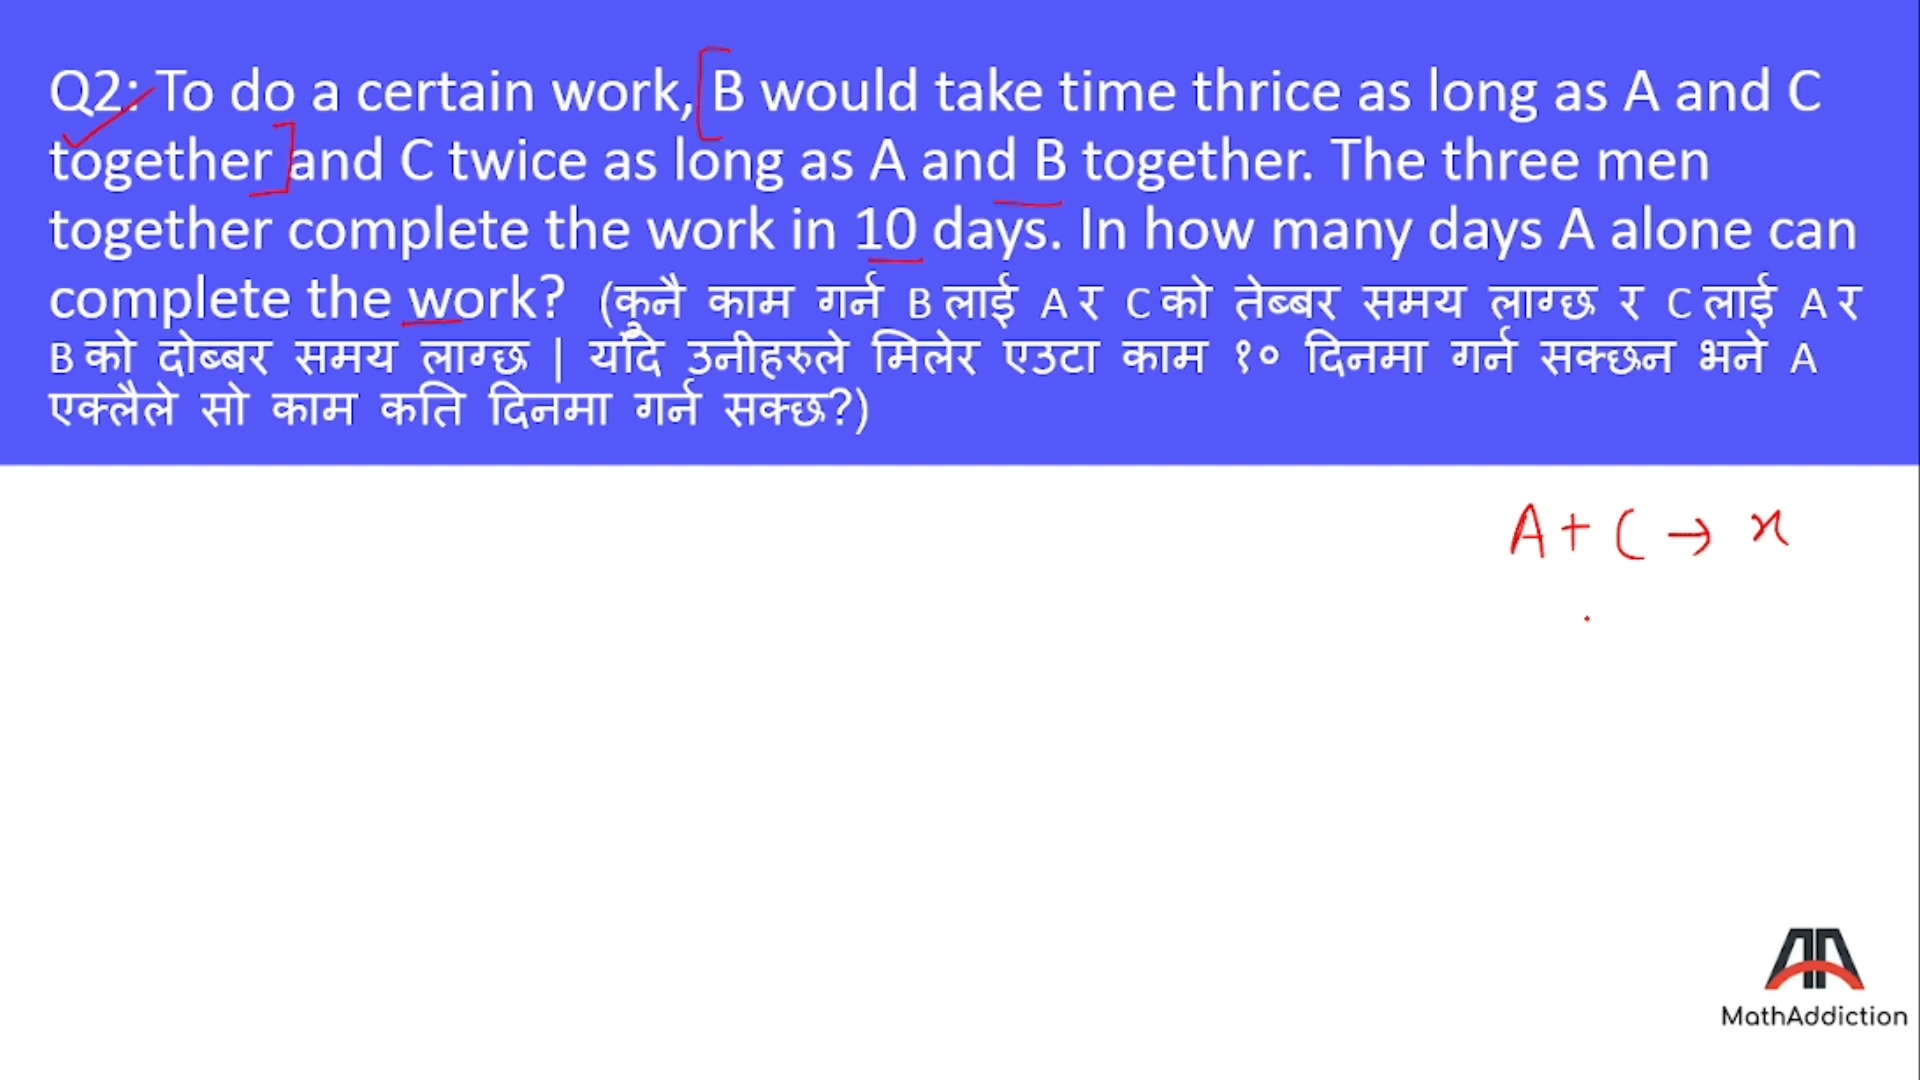 Q2: To do a certain work, B would take time thrice as long as A and C
together and C twice as long as A and B together. The three men
together complete the work in 10 days. In how many days A alone can
complete the work? (कुनै काम गर्न B लाई A र C को तेब्बर समय लाग्छ र C लाई A र
B को दोब्बर समय लाग्छ | यदि उनीहरुले मिलेर एउटा काम १० दिनमा गर्न सक्छन भने A
एक्लैले सो काम कति दिनमा गर्न सक्छ?)
A + C → x
MathAddiction